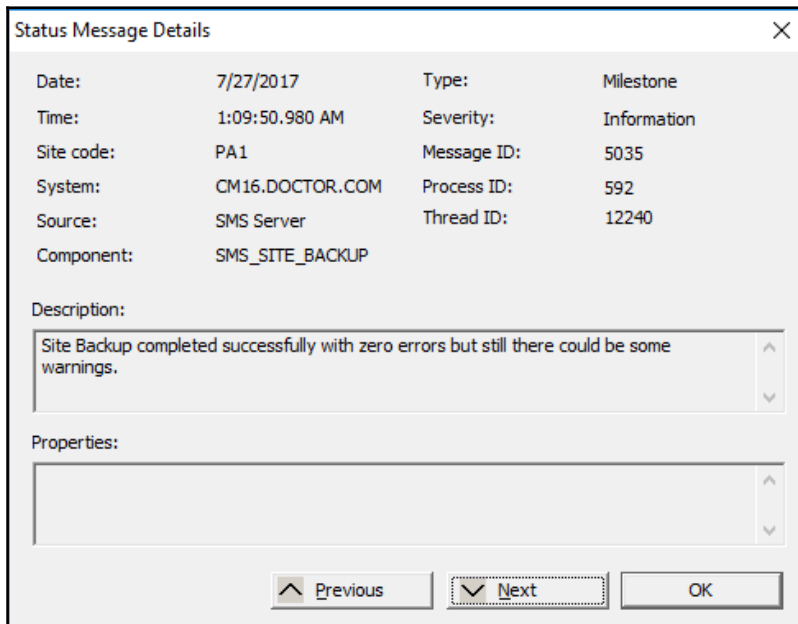 Status Message Details
Date: 7/27/2017 Type: Milestone
Time: 1:09:50.980 AM Severity: Information
Site code: PA1 Message ID: 5035
System: CM16.DOCTOR.COM Process ID: 592
Source: SMS Server Thread ID: 12240
Component: SMS_SITE_BACKUP
Description:
Site Backup completed successfully with zero errors but still there could be some
warnings.
Properties:
Previous Next OK